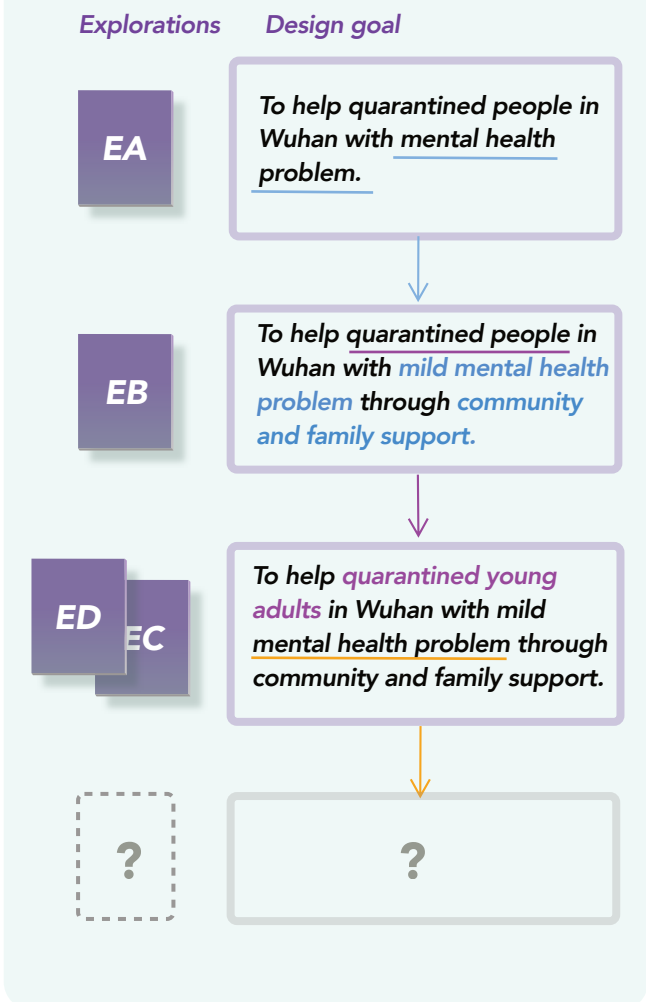 Explorations Design goal
EA
To help quarantined people in
Wuhan with mental health
problem.
EB
To help quarantined people in
Wuhan with mild mental health
problem through community
and family support.
ED
EC
To help quarantined young
adults in Wuhan with mild
mental health problem through
community and family support.
?
?